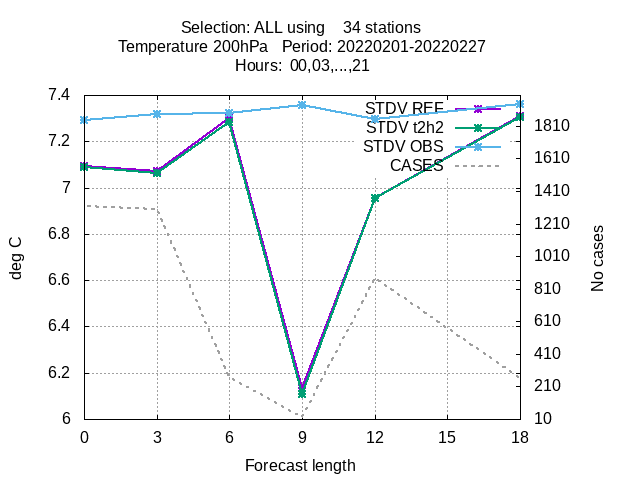 Selection: ALL using    34 stations
Temperature 200hPa   Period: 20220201-20220227
Hours:  00,03,...,21
STDV REF
STDV t2h2
STDV OBS
CASES
7.4
7.2
7
6.8
6.6
6.4
6.2
6
deg C
1810
1610
1410
1210
1010
810
610
410
210
10
No cases
0 3 6 9 12 15 18
Forecast length